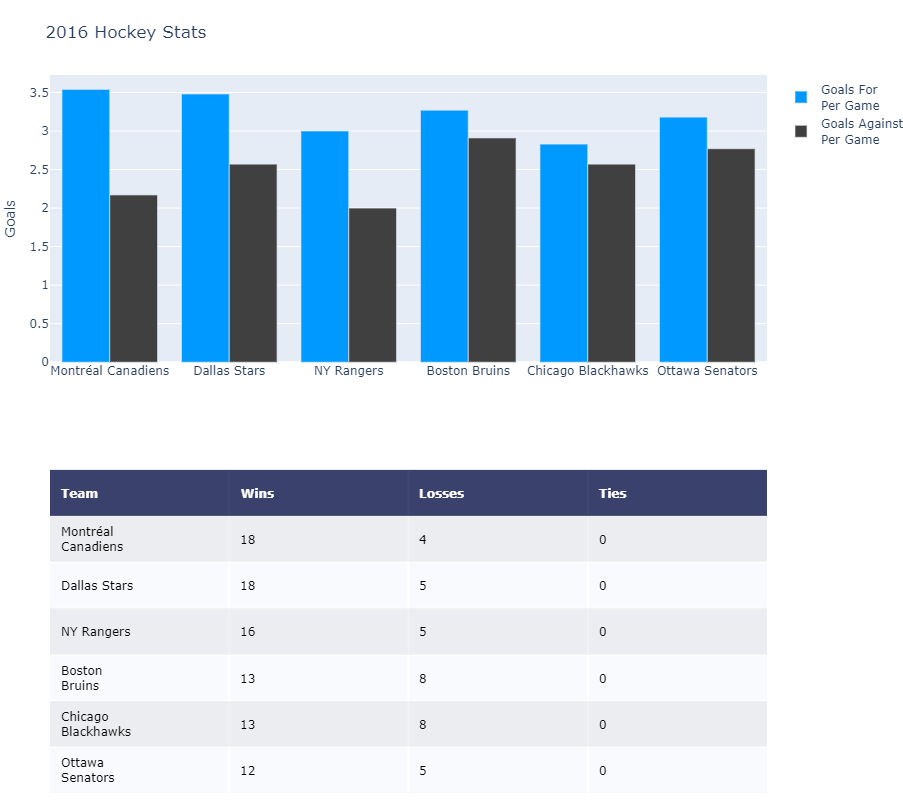 2016 Hockey Stats
Goals For
Per Game
Goals Against
Per Game
3.5
3
2.5
2
1.5
1
0.5
0
Goals
Montréal Canadiens Dallas Stars NY Rangers Boston Bruins Chicago Blackhawks Ottawa Senators
Team Wins Losses Ties
Montréal
Canadiens
18 4 0
Dallas Stars 18 5 0
NY Rangers 16 5 0
Boston
Bruins
13 8 0
Chicago
Blackhawks
13 8 0
Ottawa
Senators
12 5 0